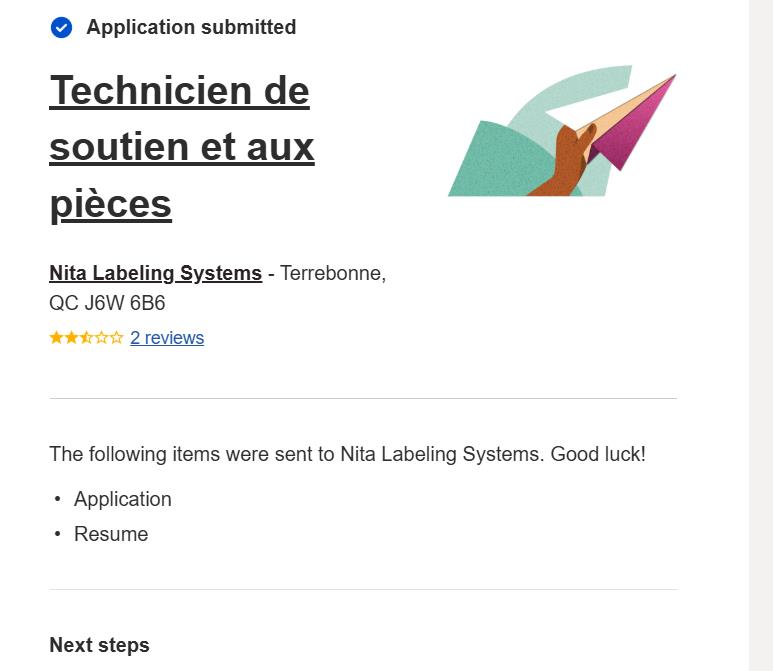 Application submitted
Technicien de
soutien et aux
pièces
Nita Labeling Systems - Terrebonne,
QC J6W 6B6
2 reviews
The following items were sent to Nita Labeling Systems. Good luck!
• Application
• Resume
Next steps